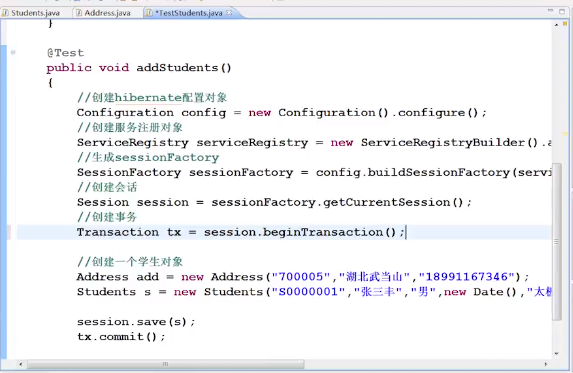 Students.java Address.java *TestStudents.java
}
@Test
public void addStudents()
{
//创建hibernate配置对象
Configuration config = new Configuration().configure();
//创建服务注册对象
ServiceRegistry serviceRegistry = new ServiceRegistryBuilder().a
//生成sessionFactory
SessionFactory sessionFactory = config.buildSessionFactory(servi
//创建会话
Session session = sessionFactory.getCurrentSession();
//创建事务
Transaction tx = session.beginTransaction();
//创建一个学生对象
Address add = new Address("700005","湖北武当山","18991167346");
Students s = new Students("S0000001","张三丰","男",new Date(),"太极
session.save(s);
tx.commit();